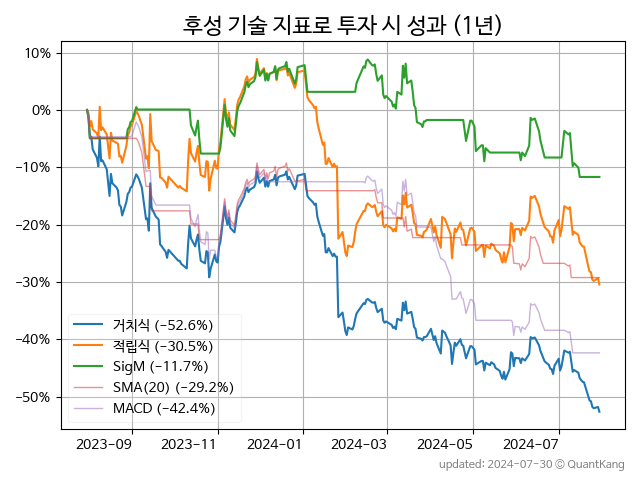 후성 기술 지표로 투자 시 성과 (1년)
10%
0%
−10%
−20%
−30%
−40%
−50%
거치식 (−52.6%)
적립식 (−30.5%)
SigM (−11.7%)
SMA(20) (−29.2%)
MACD (−42.4%)
2023−09 2023−11 2024−01 2024−03 2024−05 2024−07
updated: 2024−07−30 © QuantKang